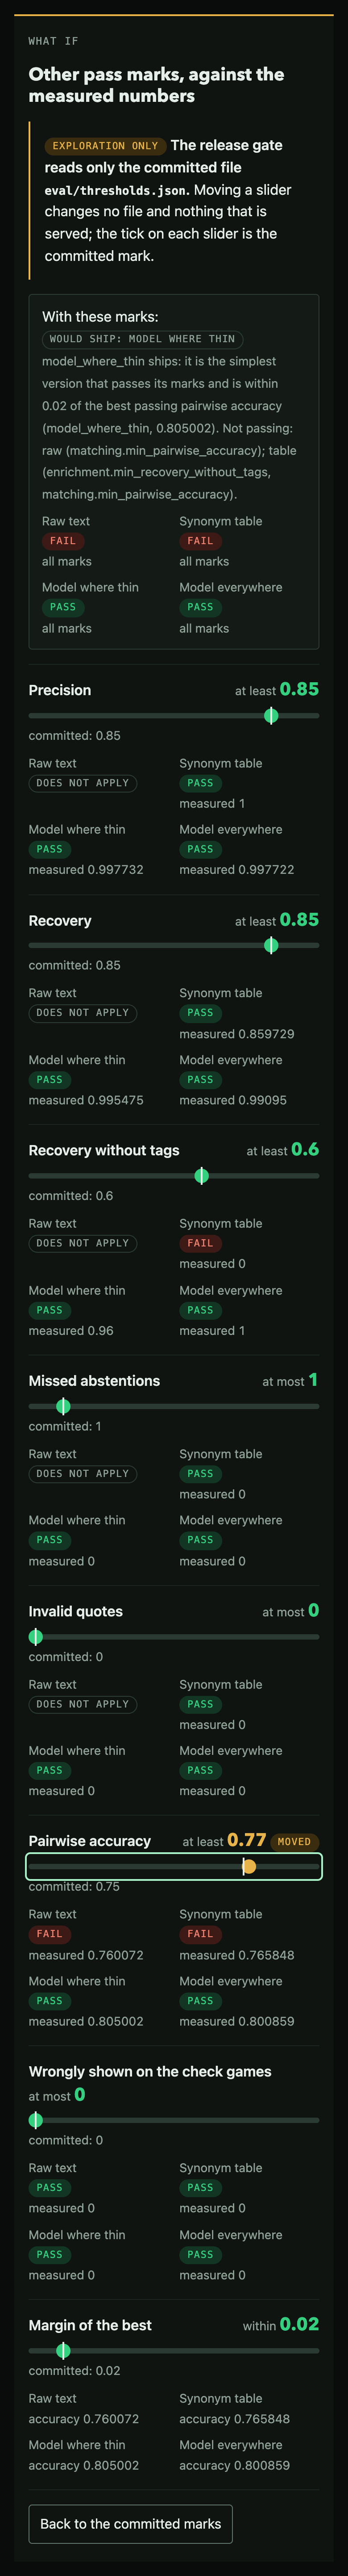 WHAT IF
Other pass marks, against the
measured numbers
EXPLORATION ONLY The release gate
reads only the committed file
eval/thresholds.json. Moving a slider
changes no file and nothing that is
served; the tick on each slider is the
committed mark.
With these marks:
WOULD SHIP: MODEL WHERE THIN
model_where_thin ships: it is the simplest
version that passes its marks and is within
0.02 of the best passing pairwise accuracy
(model_where_thin, 0.805002). Not passing:
raw (matching.min_pairwise_accuracy); table
(enrichment.min_recovery_without_tags,
matching.min_pairwise_accuracy).
Raw text Synonym table
FAIL FAIL
all marks all marks
Model where thin Model everywhere
PASS PASS
all marks all marks
Precision at least 0.85
committed: 0.85
Raw text Synonym table
DOES NOT APPLY PASS
measured 1
Model where thin Model everywhere
PASS PASS
measured 0.997732 measured 0.997722
Recovery at least 0.85
committed: 0.85
Raw text Synonym table
DOES NOT APPLY PASS
measured 0.859729
Model where thin Model everywhere
PASS PASS
measured 0.995475 measured 0.99095
Recovery without tags at least 0.6
committed: 0.6
Raw text Synonym table
DOES NOT APPLY FAIL
measured 0
Model where thin Model everywhere
PASS PASS
measured 0.96 measured 1
Missed abstentions at most 1
committed: 1
Raw text Synonym table
DOES NOT APPLY PASS
measured 0
Model where thin Model everywhere
PASS PASS
measured 0 measured 0
Invalid quotes at most 0
committed: 0
Raw text Synonym table
DOES NOT APPLY PASS
measured 0
Model where thin Model everywhere
PASS PASS
measured 0 measured 0
Pairwise accuracy at least 0.77 MOVED
committed: 0.75
Raw text Synonym table
FAIL FAIL
measured 0.760072 measured 0.765848
Model where thin Model everywhere
PASS PASS
measured 0.805002 measured 0.800859
Wrongly shown on the check games
at most 0
committed: 0
Raw text Synonym table
PASS PASS
measured 0 measured 0
Model where thin Model everywhere
PASS PASS
measured 0 measured 0
Margin of the best within 0.02
committed: 0.02
Raw text Synonym table
accuracy 0.760072 accuracy 0.765848
Model where thin Model everywhere
accuracy 0.805002 accuracy 0.800859
Back to the committed marks